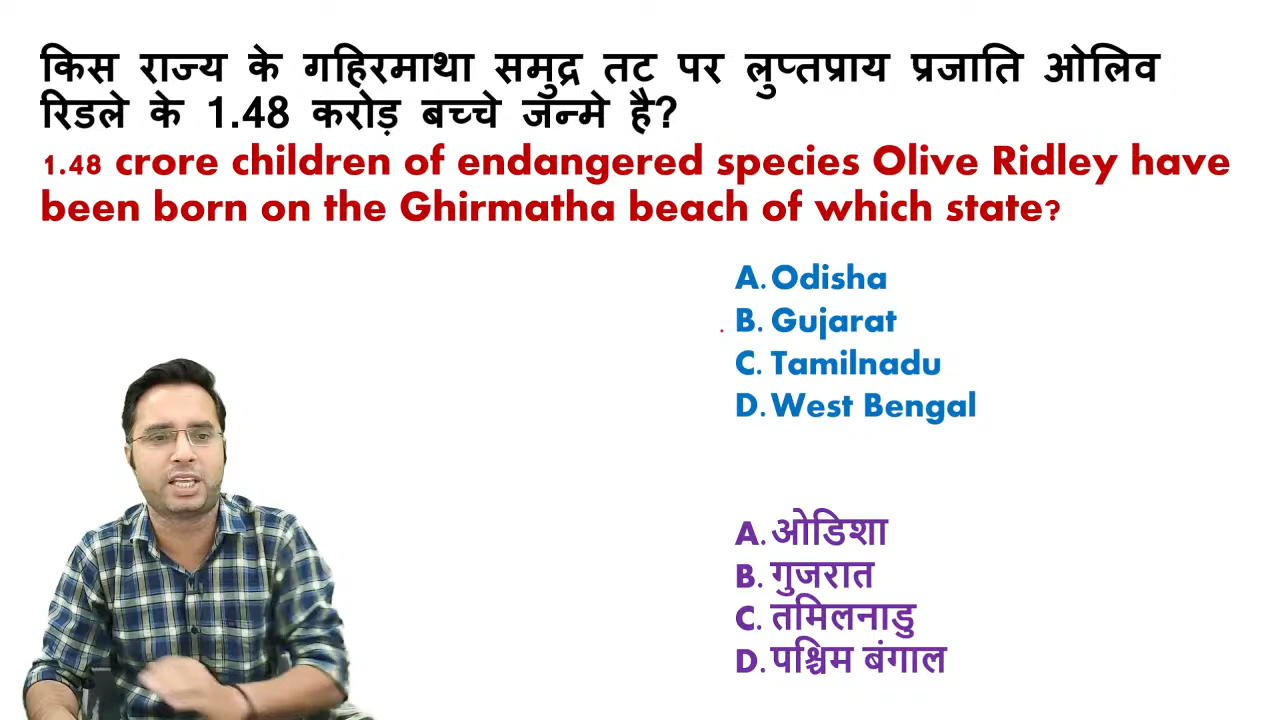 किस राज्य के गहिरमाथा समुद्र तट पर लुप्तप्राय प्रजाति ओलिव
रिडले के 1.48 करोड़ बच्चे जन्मे है?
1.48 crore children of endangered species Olive Ridley have
been born on the Ghirmatha beach of which state?
A. Odisha
B. Gujarat
C. Tamilnadu
D. West Bengal
A. ओडिशा
B. गुजरात
C. तमिलनाडु
D. पश्चिम बंगाल